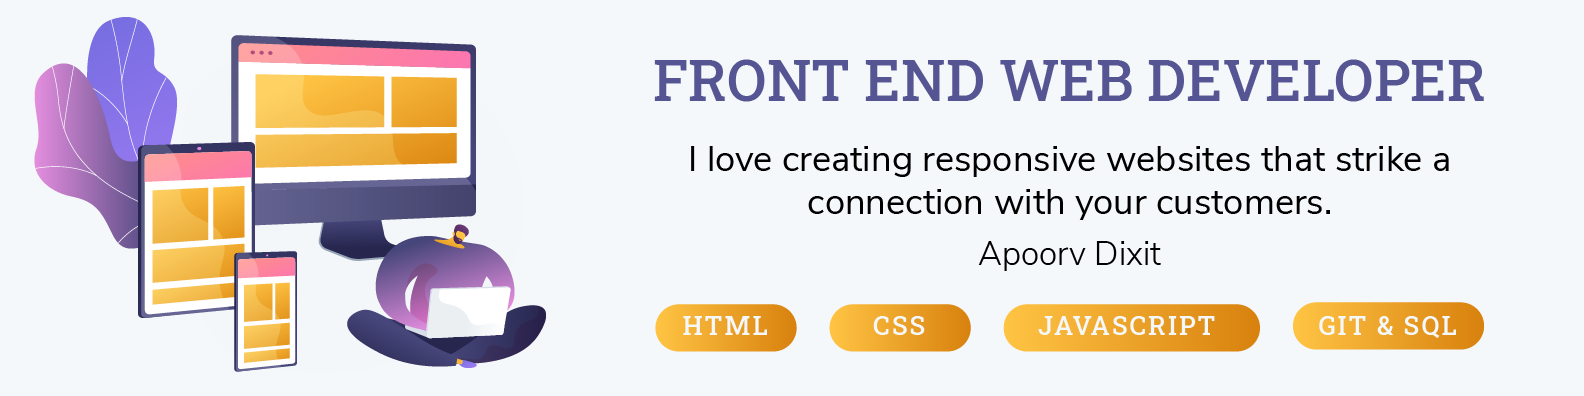 FRONT END WEB DEVELOPER
I love creating responsive websites that strike a
connection with your customers.
Apoorv Dixit
HTML
CSS
JAVASCRIPT
GIT & SQL